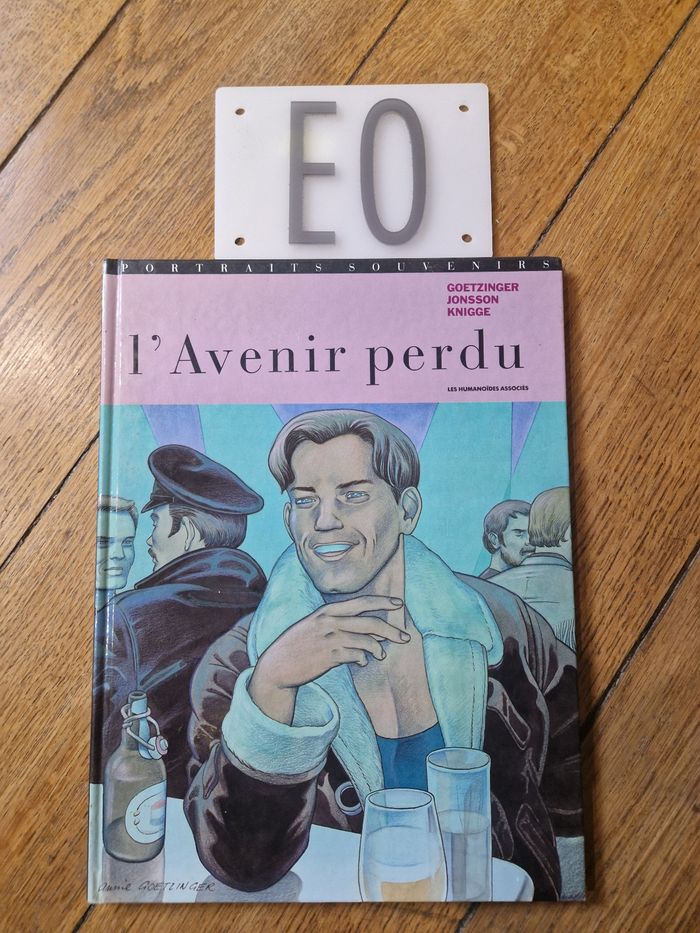 EO
PORTRAITS SOUVENIRS
GOETZINGER
JONSSON
KNIGGE
l'Avenir perdu
LES HUMANOÏDES ASSOCIÉS
annie GOETZINGER